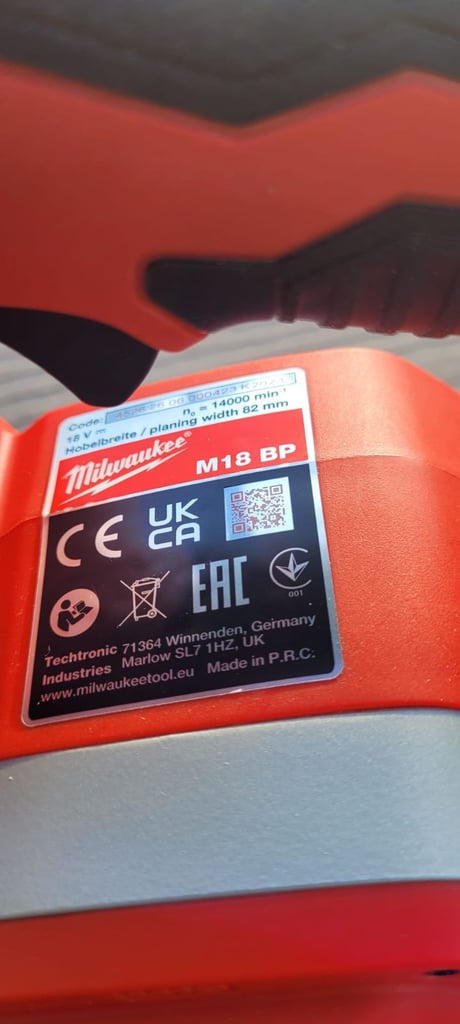 Code:
18 V ⎓ n₀ = 14000 min⁻¹
Hobelbreite / planing width 82 mm
Milwaukee®
M18 BP
CE UK CA
EAC
001
Techtronic 71364 Winnenden, Germany
Industries Marlow SL7 1HZ, UK
www.milwaukeetool.eu Made in P.R.C.